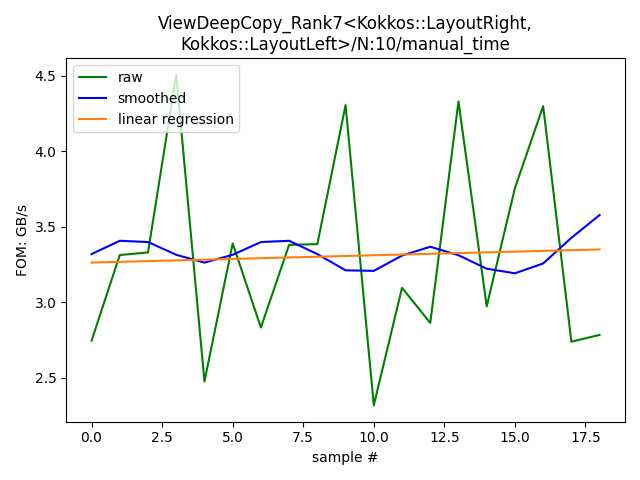 ViewDeepCopy_Rank7<Kokkos::LayoutRight,
Kokkos::LayoutLeft>/N:10/manual_time
raw
smoothed
linear regression
FOM: GB/s
4.5
4.0
3.5
3.0
2.5
0.0
2.5
5.0
7.5
10.0
12.5
15.0
17.5
sample #